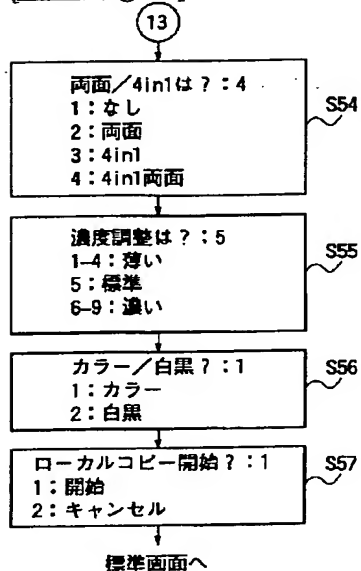 13
両面/4in1は?:4
1:なし
2:両面
3:4in1
4:4in1両面
S54
濃度調整は?:5
1-4:薄い
5:標準
6-9:濃い
S55
カラー/白黒?:1
1:カラー
2:白黒
S56
ローカルコピー開始?:1
1:開始
2:キャンセル
S57
標準画面へ